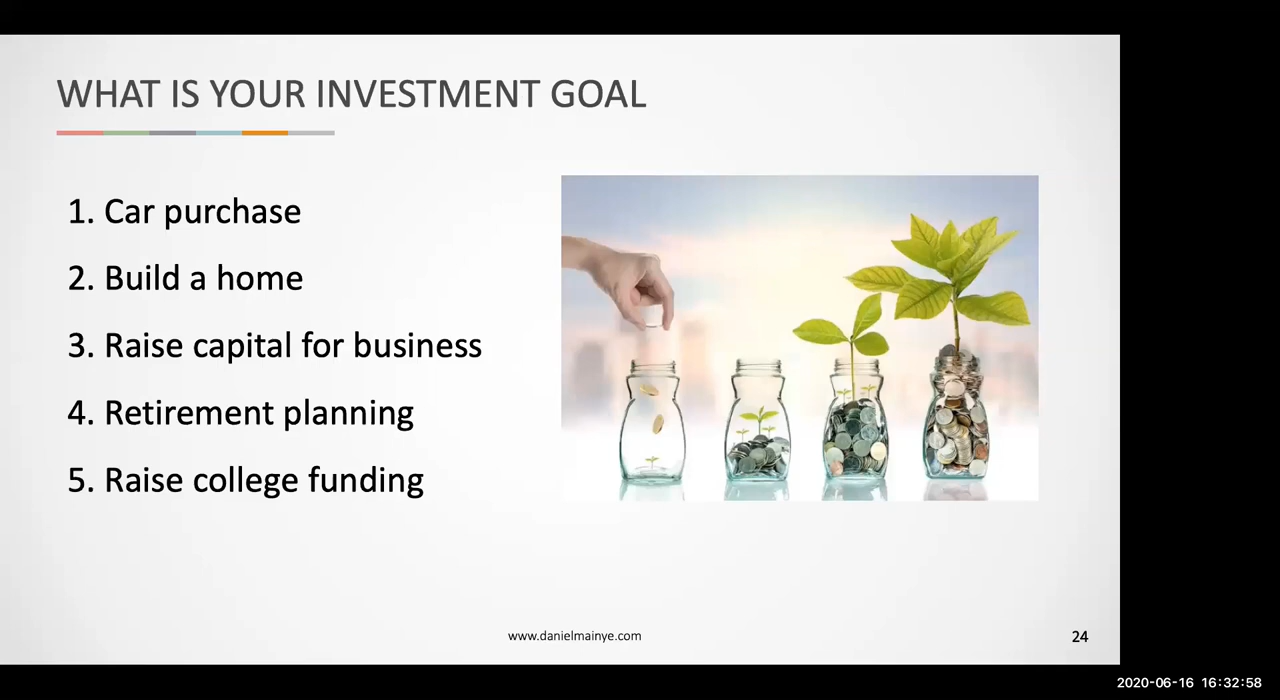 WHAT IS YOUR INVESTMENT GOAL
1. Car purchase
2. Build a home
3. Raise capital for business
4. Retirement planning
5. Raise college funding
www.danielmainye.com
24
2020-06-16 16:32:58